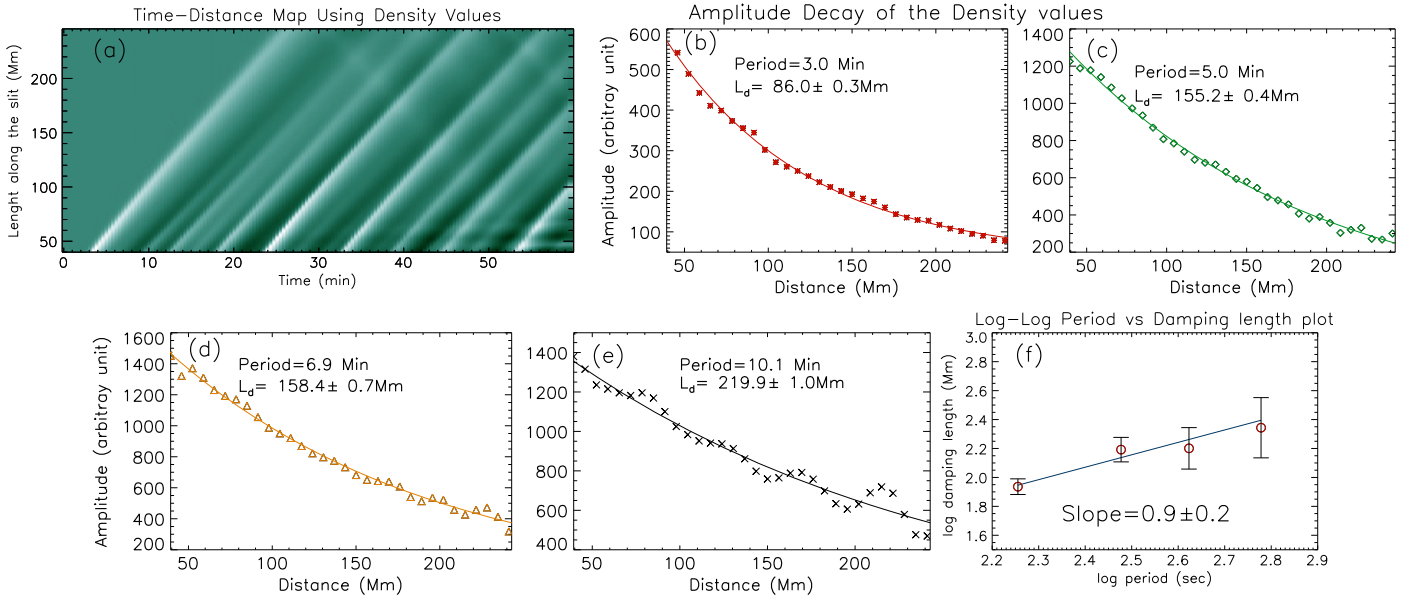 Time-Distance Map Using Density Values
Amplitude Decay of the Density values
(a)
Lenght along the slit (Mm)
200
150
100
50
0
10
20
30
40
50
Time (min)
(b)
Period=3.0 Min
L_d= 86.0± 0.3Mm
Amplitude (arbitray unit)
600
500
400
300
200
100
50
100
150
200
Distance (Mm)
(c)
Period=5.0 Min
L_d= 155.2± 0.4Mm
1400
1200
1000
800
600
400
200
50
100
150
200
Distance (Mm)
(d)
Period=6.9 Min
L_d= 158.4± 0.7Mm
Amplitude (arbitray unit)
1600
1400
1200
1000
800
600
400
200
50
100
150
200
Distance (Mm)
(e)
Period=10.1 Min
L_d= 219.9± 1.0Mm
1400
1200
1000
800
600
400
50
100
150
200
Distance (Mm)
Log-Log Period vs Damping length plot
(f)
log damping length (Mm)
3.0
2.8
2.6
2.4
2.2
2.0
1.8
1.6
Slope=0.9±0.2
2.2
2.3
2.4
2.5
2.6
2.7
2.8
2.9
log period (sec)